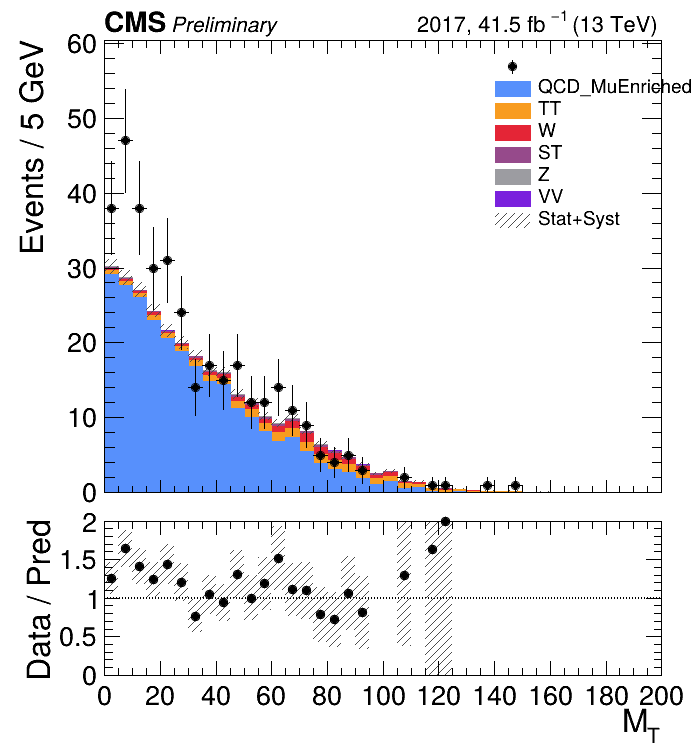 CMS Preliminary 2017, 41.5 fb⁻¹ (13 TeV)
Events / 5 GeV
60
50
40
30
20
10
0
QCD_MuEnriched
TT
W
ST
Z
VV
Stat+Syst
Data / Pred
2
1.5
1
0.5
0
0 20 40 60 80 100 120 140 160 180 200
M_T